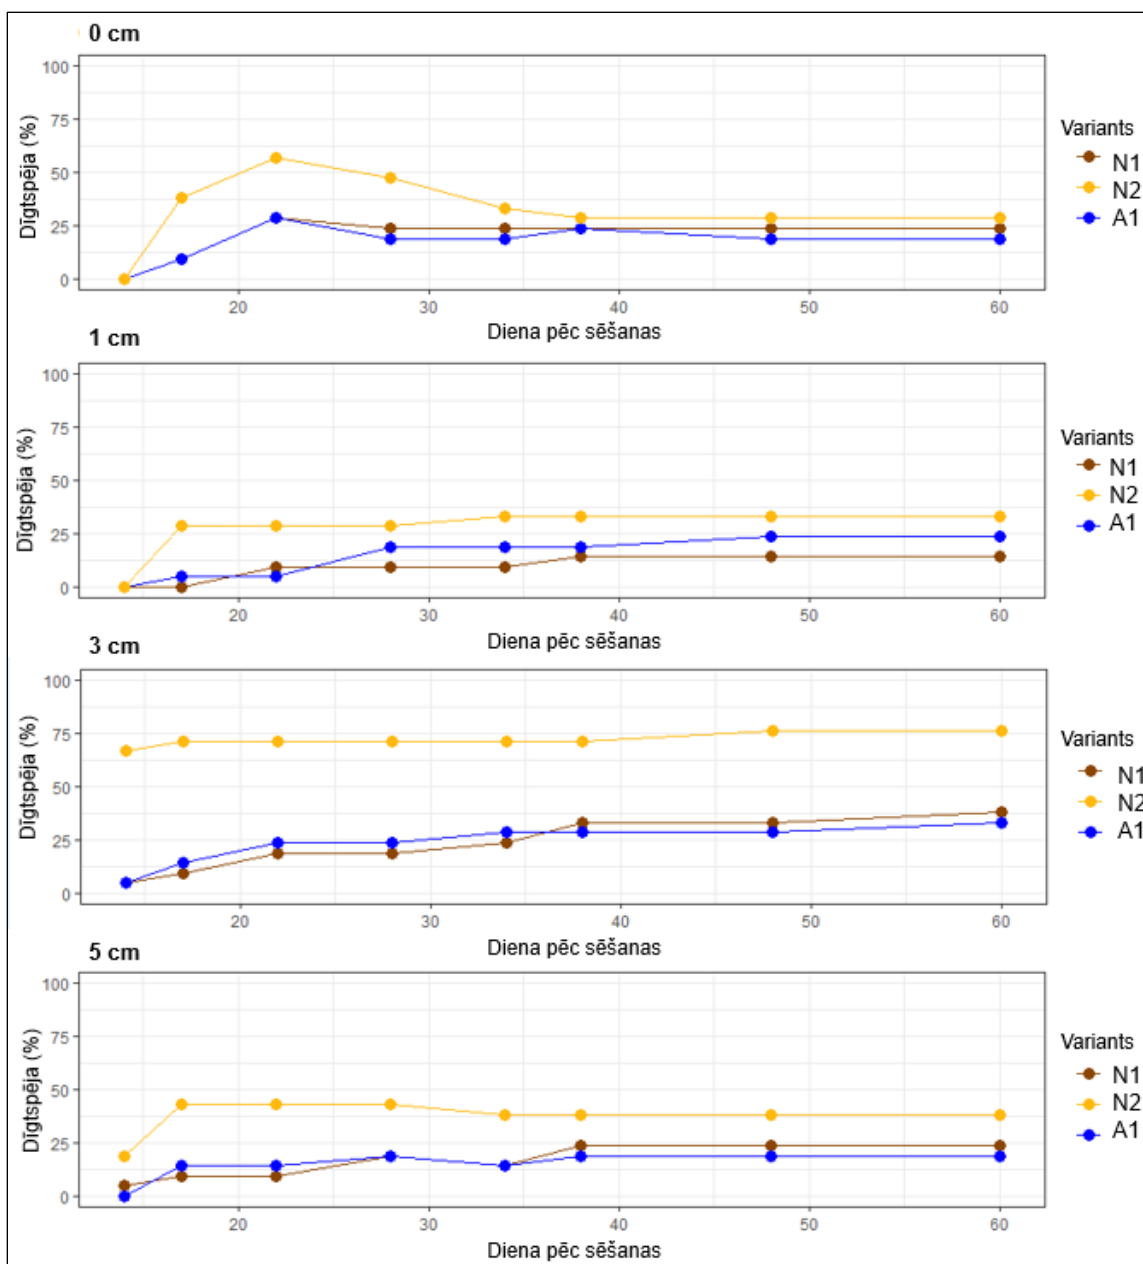 0 cm
100
75
50
25
0
Dīgtspēja (%)
20 30 40 50 60
Diena pēc sēšanas
Variants
N1
N2
A1
1 cm
100
75
50
25
0
Dīgtspēja (%)
20 30 40 50 60
Diena pēc sēšanas
Variants
N1
N2
A1
3 cm
100
75
50
25
0
Dīgtspēja (%)
20 30 40 50 60
Diena pēc sēšanas
Variants
N1
N2
A1
5 cm
100
75
50
25
0
Dīgtspēja (%)
20 30 40 50 60
Diena pēc sēšanas
Variants
N1
N2
A1